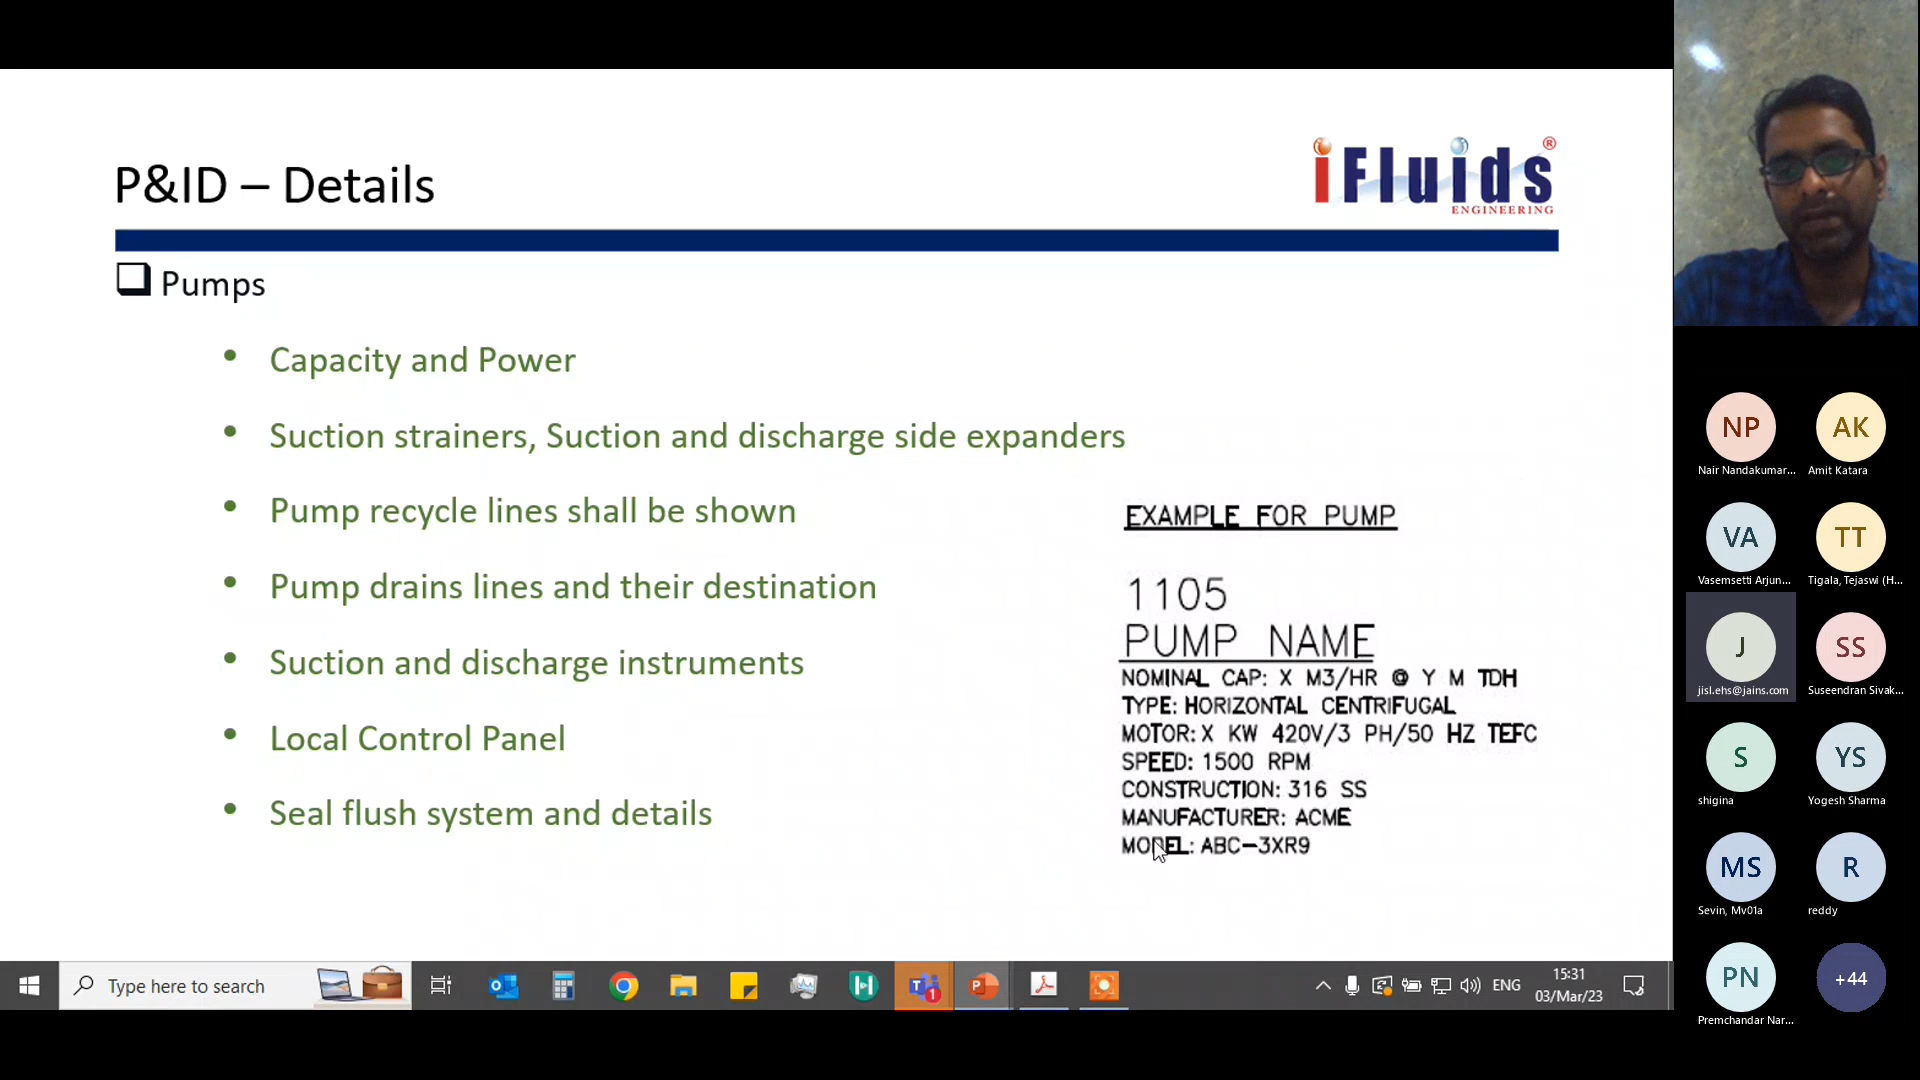 P&ID – Details
iFluids®
ENGINEERING
Pumps
• Capacity and Power
• Suction strainers, Suction and discharge side expanders
• Pump recycle lines shall be shown
• Pump drains lines and their destination
• Suction and discharge instruments
• Local Control Panel
• Seal flush system and details
EXAMPLE FOR PUMP
1105
PUMP NAME
NOMINAL CAP: X M3/HR @ Y M TDH
TYPE: HORIZONTAL CENTRIFUGAL
MOTOR: X KW 420V/3 PH/50 HZ TEFC
SPEED: 1500 RPM
CONSTRUCTION: 316 SS
MANUFACTURER: ACME
MODEL: ABC-3XR9
NP
Nair Nandakumar...
AK
Amit Katara
VA
Vasemsetti Arjun...
TT
Tigala, Tejaswi (H...
J
jisl.ehs@jains.com
SS
Suseendran Sivak...
S
shigina
YS
Yogesh Sharma
MS
Sevin, Mv01a
R
reddy
PN
Premchandar Nar...
+44
Type here to search
1
ENG
15:31
03/Mar/23